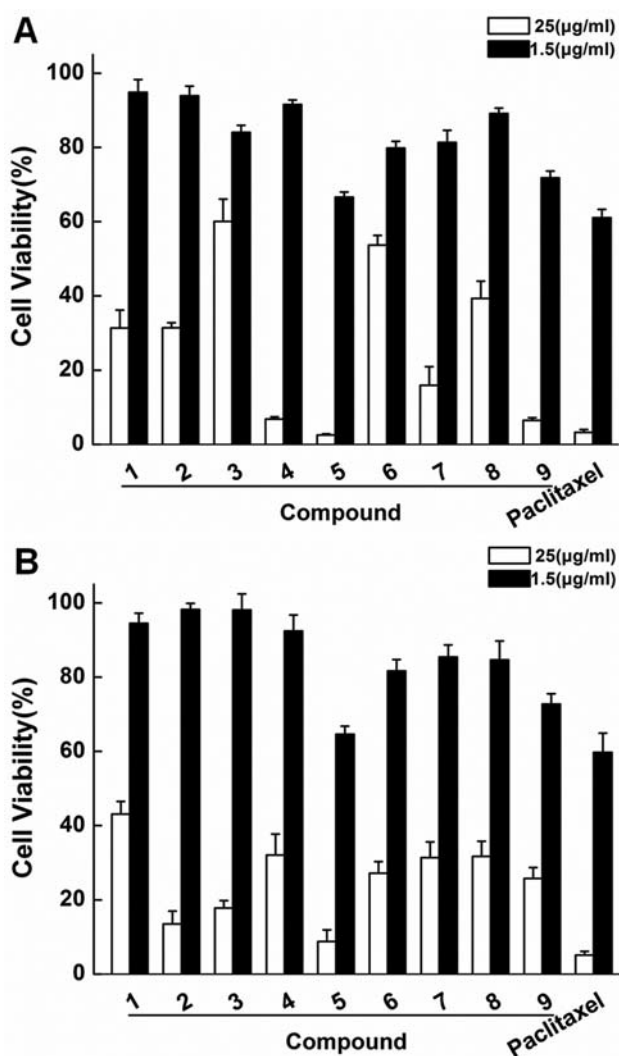 A
25(μg/ml)
1.5(μg/ml)
Cell Viability(%)
100
80
60
40
20
0
1 2 3 4 5 6 7 8 9 Paclitaxel
Compound
B
25(μg/ml)
1.5(μg/ml)
Cell Viability(%)
100
80
60
40
20
0
1 2 3 4 5 6 7 8 9 Paclitaxel
Compound